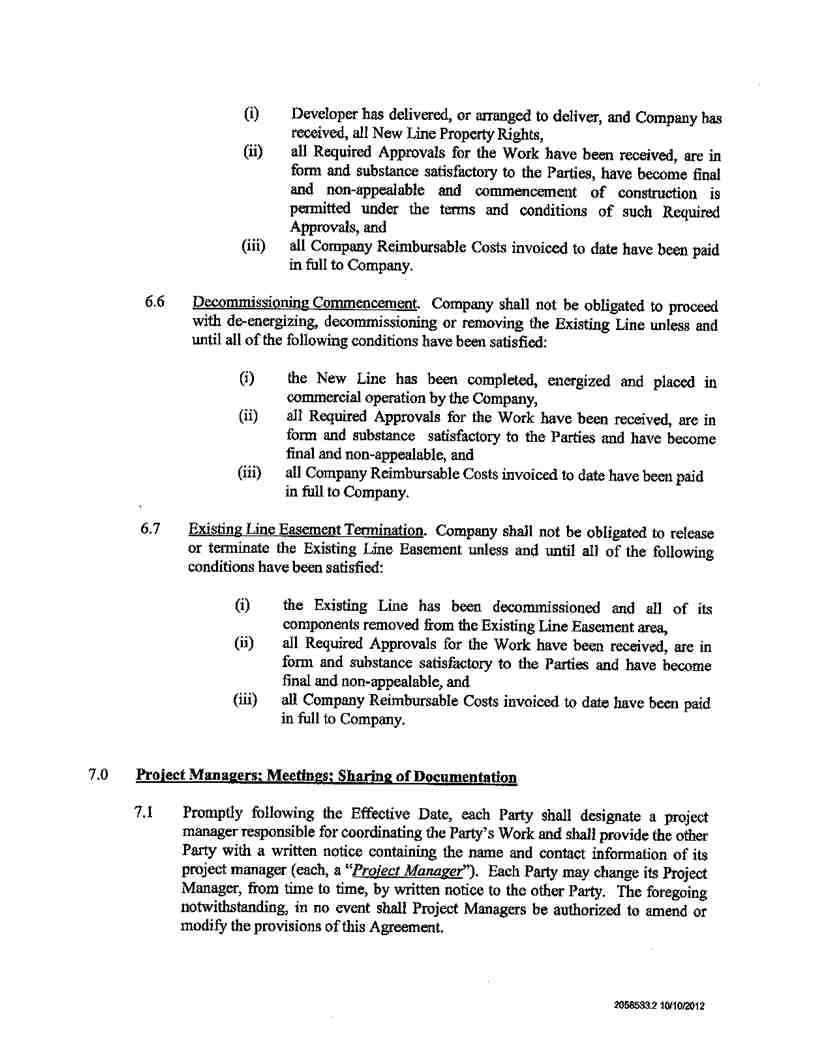 (i) Developer has delivered, or arranged to deliver, and Company has
received, all New Line Property Rights,
(ii) all Required Approvals for the Work have been received, are in
form and substance satisfactory to the Parties, have become final
and non-appealable and commencement of construction is
permitted under the terms and conditions of such Required
Approvals, and
(iii) all Company Reimbursable Costs invoiced to date have been paid
in full to Company.
6.6 Decommissioning Commencement. Company shall not be obligated to proceed
with de-energizing, decommissioning or removing the Existing Line unless and
until all of the following conditions have been satisfied:
(i) the New Line has been completed, energized and placed in
commercial operation by the Company,
(ii) all Required Approvals for the Work have been received, are in
form and substance satisfactory to the Parties and have become
final and non-appealable, and
(iii) all Company Reimbursable Costs invoiced to date have been paid
in full to Company.
6.7 Existing Line Easement Termination. Company shall not be obligated to release
or terminate the Existing Line Easement unless and until all of the following
conditions have been satisfied:
(i) the Existing Line has been decommissioned and all of its
components removed from the Existing Line Easement area,
(ii) all Required Approvals for the Work have been received, are in
form and substance satisfactory to the Parties and have become
final and non-appealable, and
(iii) all Company Reimbursable Costs invoiced to date have been paid
in full to Company.
7.0 Project Managers; Meetings; Sharing of Documentation
7.1 Promptly following the Effective Date, each Party shall designate a project
manager responsible for coordinating the Party's Work and shall provide the other
Party with a written notice containing the name and contact information of its
project manager (each, a "Project Manager"). Each Party may change its Project
Manager, from time to time, by written notice to the other Party. The foregoing
notwithstanding, in no event shall Project Managers be authorized to amend or
modify the provisions of this Agreement.
2056533.2 10/10/2012